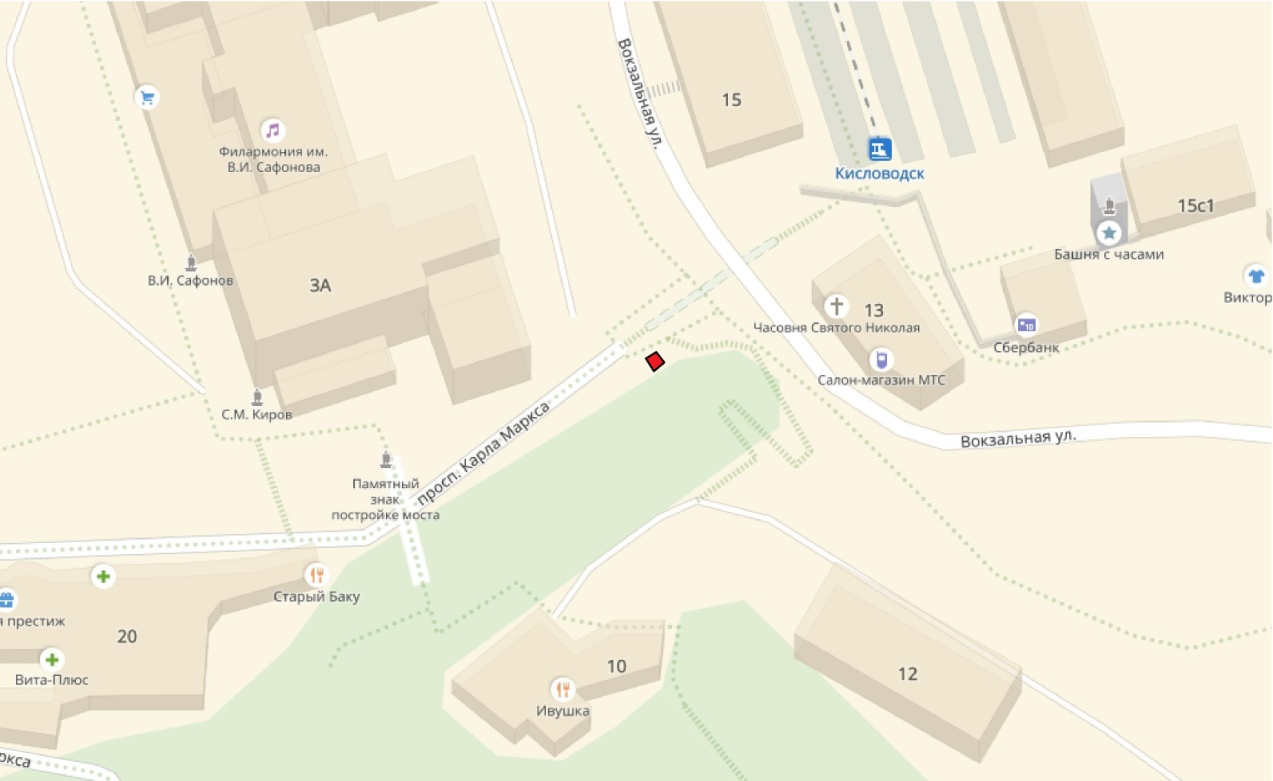 Вокзальная ул.
15
Филармония им.
В.И. Сафонова
Кисловодск
15с1
Башня с часами
В.И. Сафонов
3А
Виктор
13
Часовня Святого Николая
Сбербанк
Салон-магазин МТС
С.М. Киров
просп. Карла Маркса
Вокзальная ул.
Памятный
знак
постройке моста
Старый Баку
я престиж
20
Вита-Плюс
10
12
Ивушка
ркса